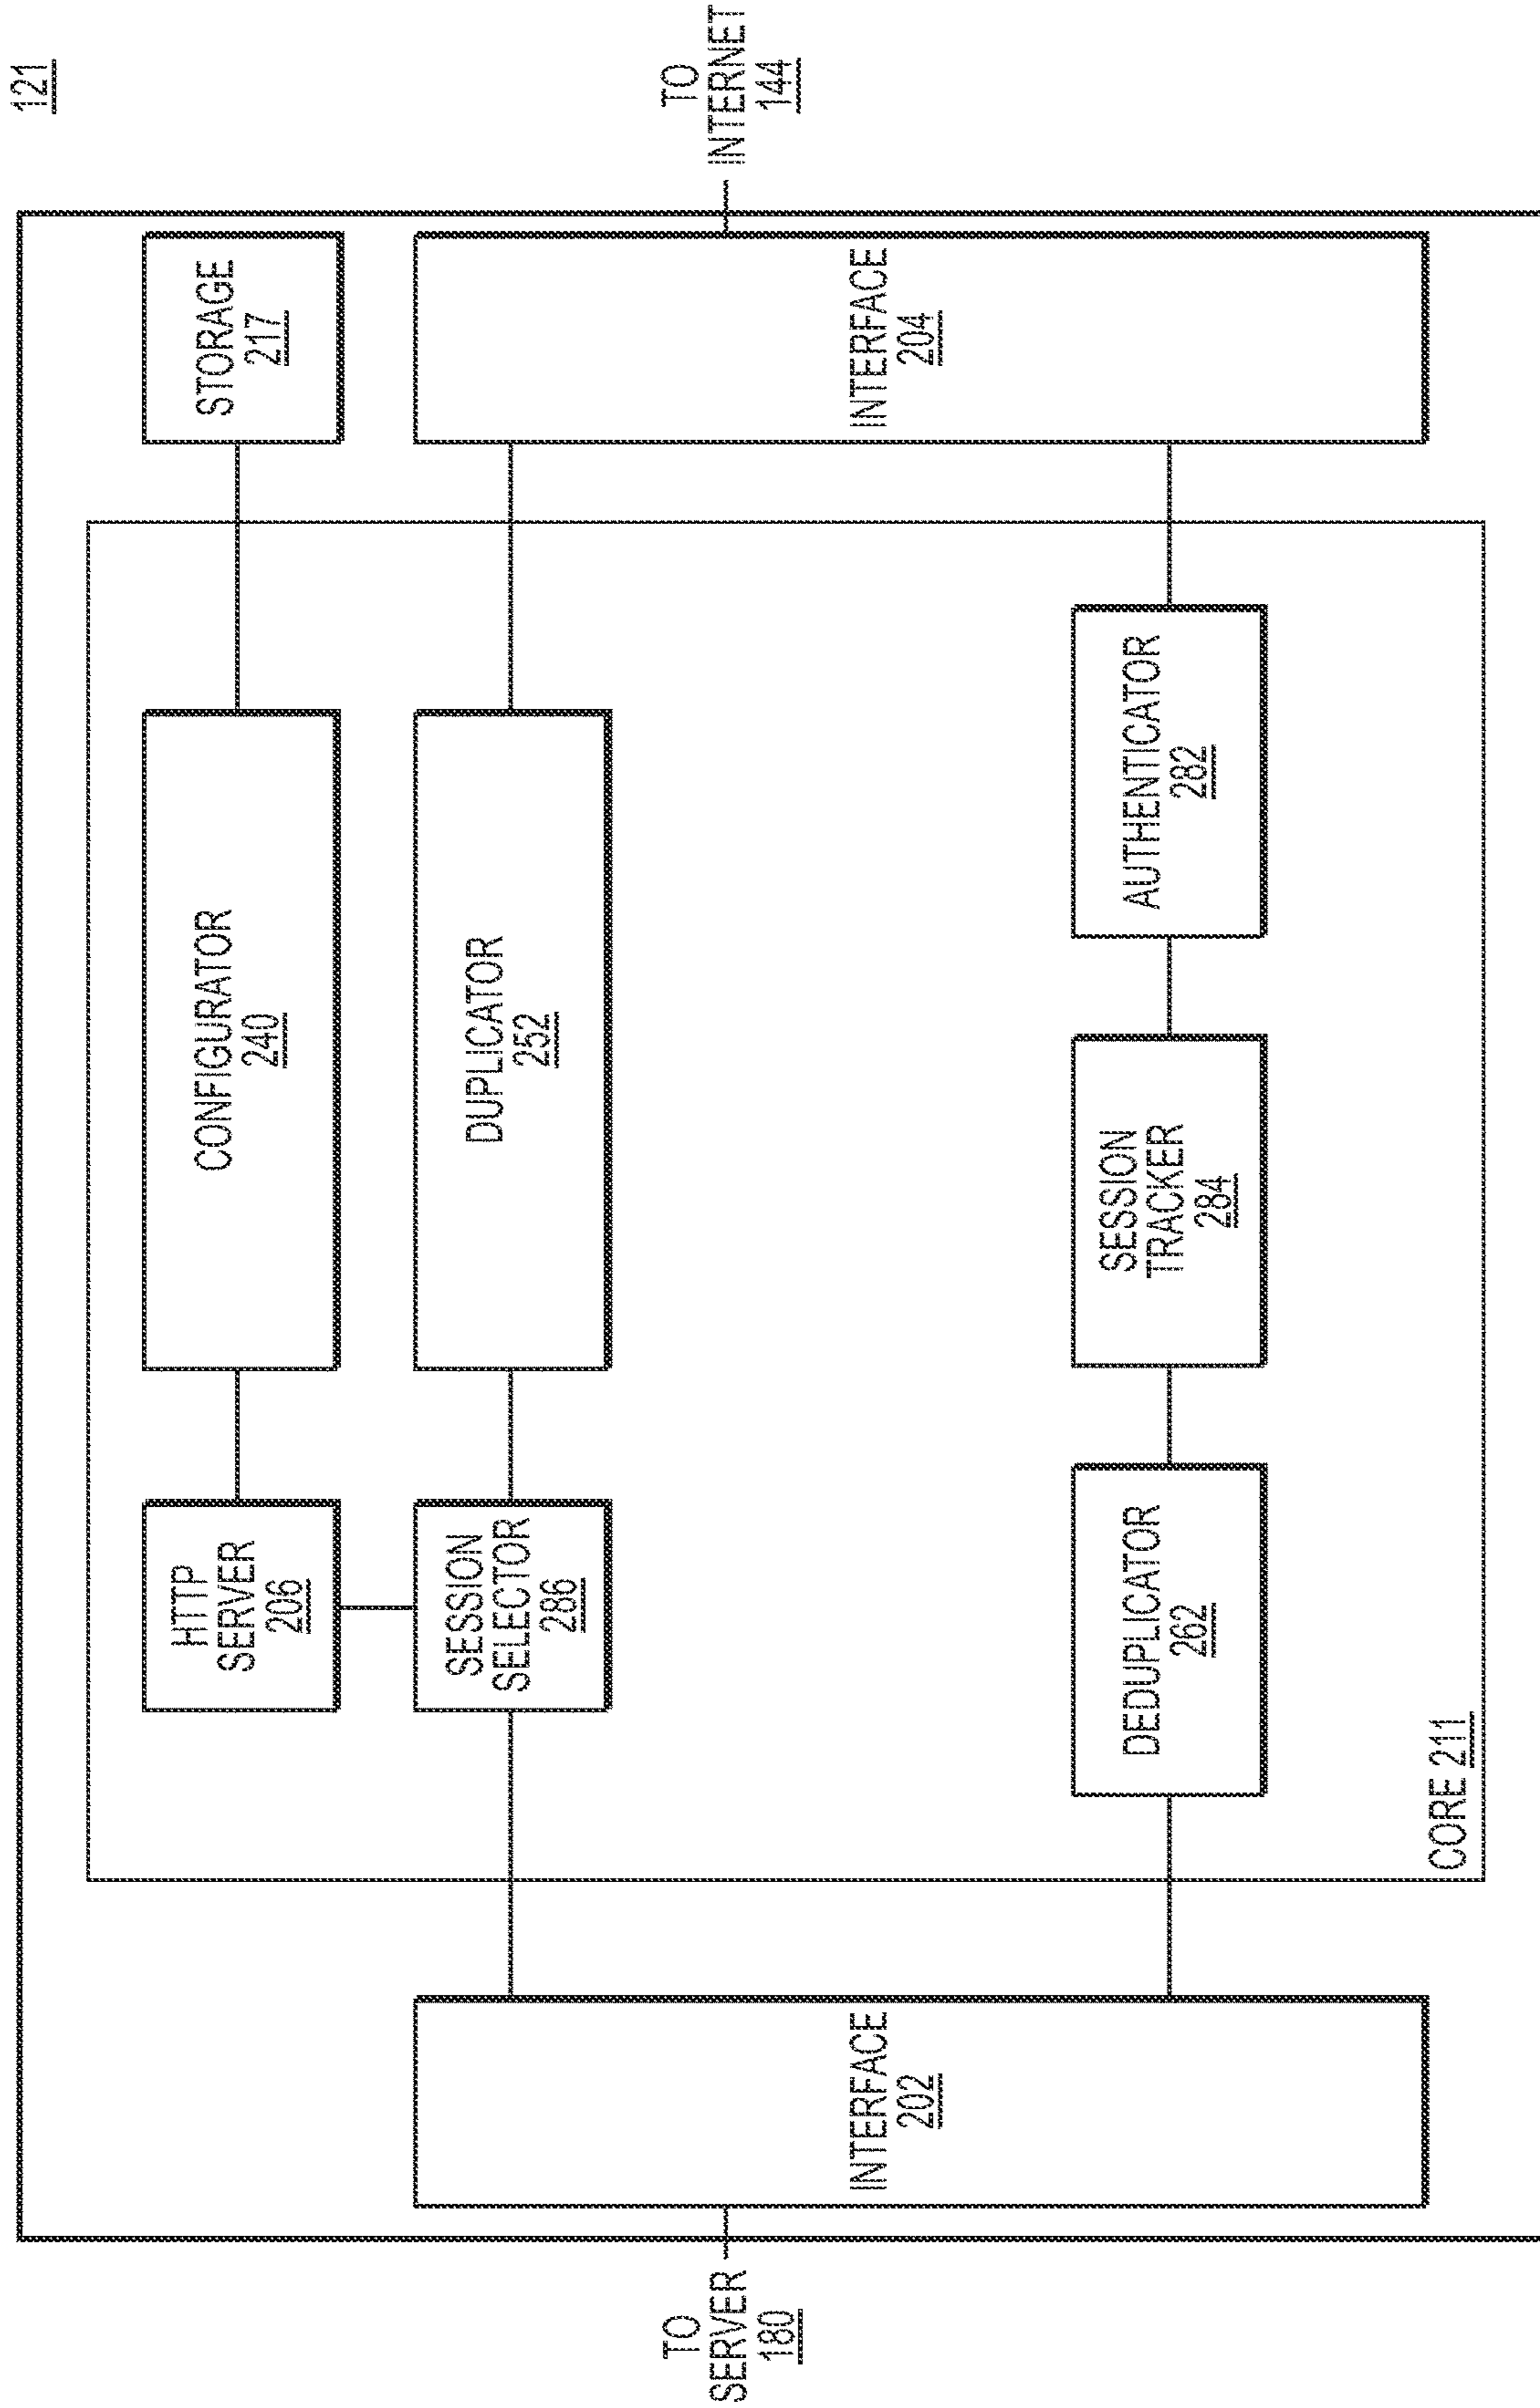 121
HTTP
SERVER
206
CONFIGURATOR
240
STORAGE
217
SESSION
SELECTOR
286
DUPLICATOR
252
TO
SERVER
180
INTERFACE
202
INTERFACE
204
TO
INTERNET
144
DEDUPLICATOR
262
SESSION
TRACKER
284
AUTHENTICATOR
282
CORE 211